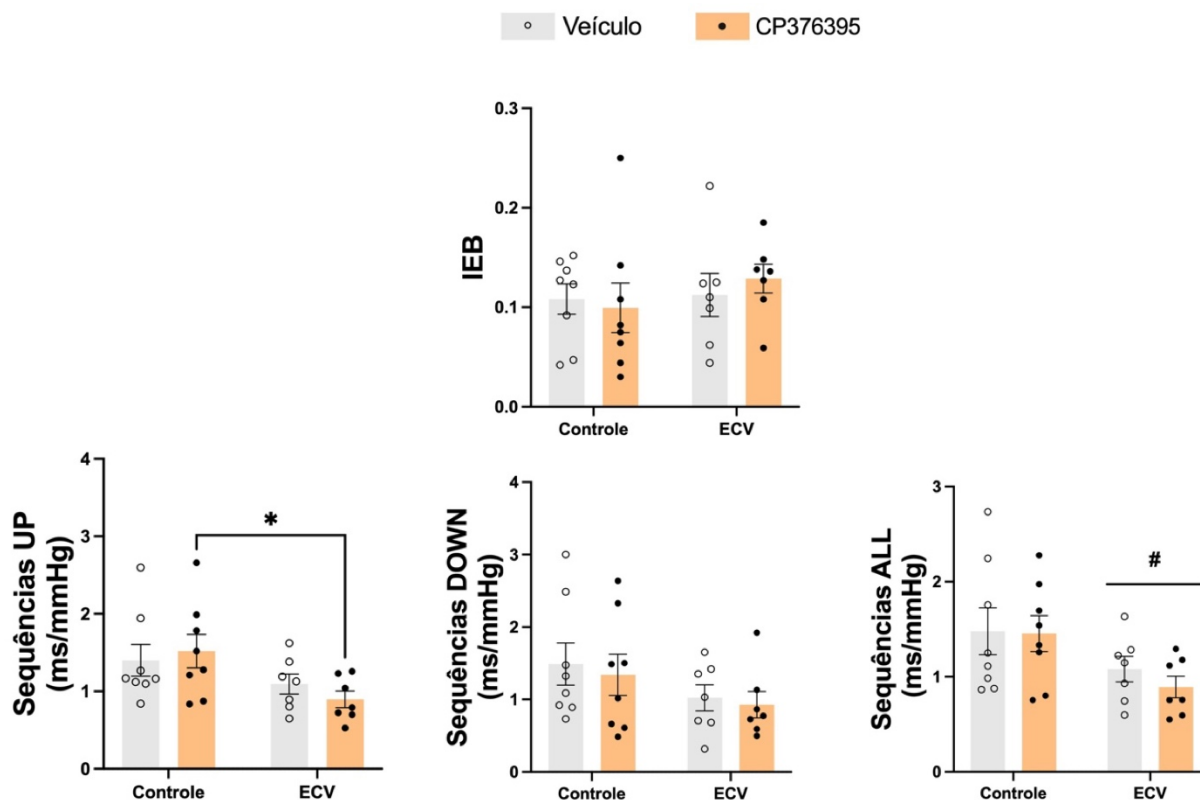 Veículo
CP376395
IEB
0.3
0.2
0.1
0.0
Controle
ECV
Sequências UP
(ms/mmHg)
4
3
2
1
0
*
Controle
ECV
Sequências DOWN
(ms/mmHg)
4
3
2
1
0
Controle
ECV
Sequências ALL
(ms/mmHg)
3
2
1
0
#
Controle
ECV